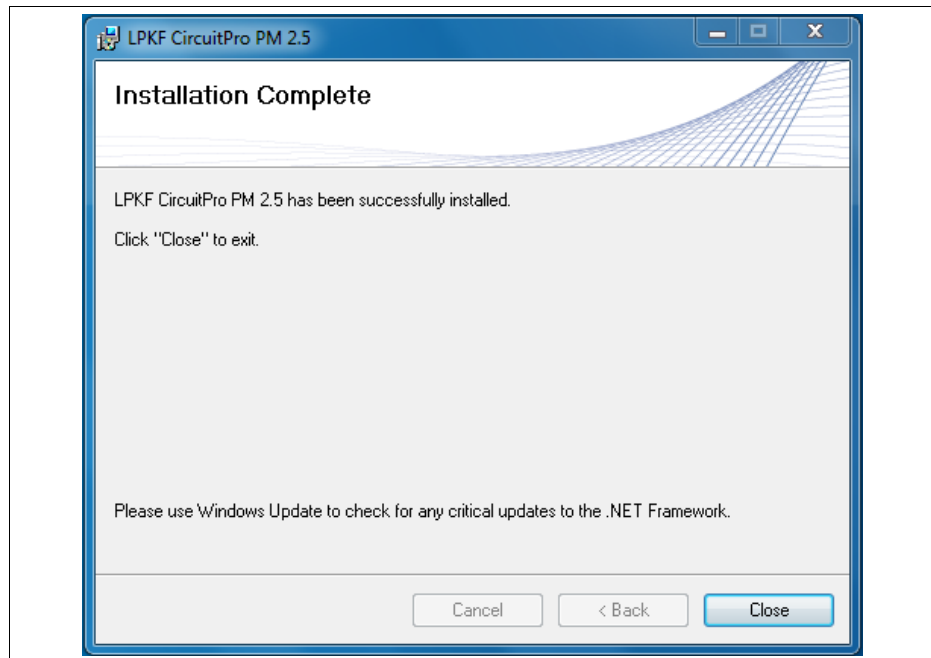 LPKF CircuitPro PM 2.5
Installation Complete
LPKF CircuitPro PM 2.5 has been successfully installed.
Click "Close" to exit.
Please use Windows Update to check for any critical updates to the .NET Framework.
Cancel
< Back
Close